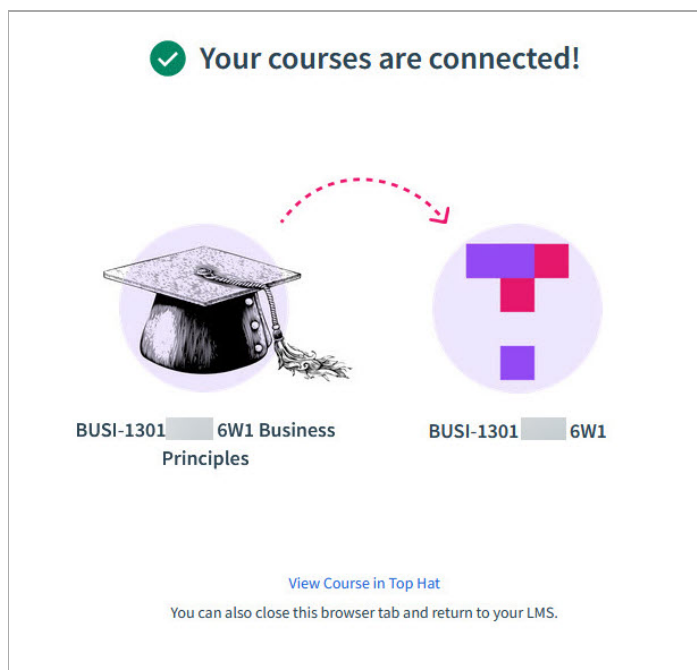 Your courses are connected!
BUSI-1301 6W1 Business
Principles
BUSI-1301 6W1
View Course in Top Hat
You can also close this browser tab and return to your LMS.